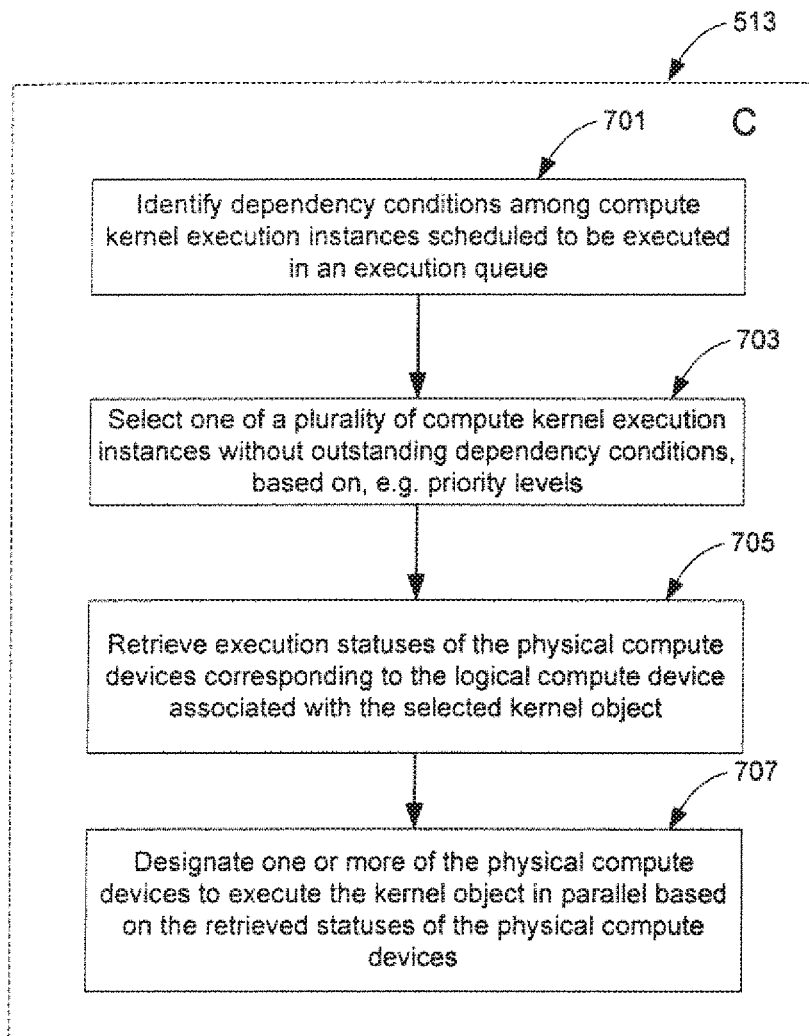 513
701
C
Identify dependency conditions among compute
kernel execution instances scheduled to be executed
in an execution queue
703
Select one of a plurality of compute kernel execution
instances without outstanding dependency conditions,
based on, e.g. priority levels
705
Retrieve execution statuses of the physical compute
devices corresponding to the logical compute device
associated with the selected kernel object
707
Designate one or more of the physical compute
devices to execute the kernel object in parallel based
on the retrieved statuses of the physical compute
devices